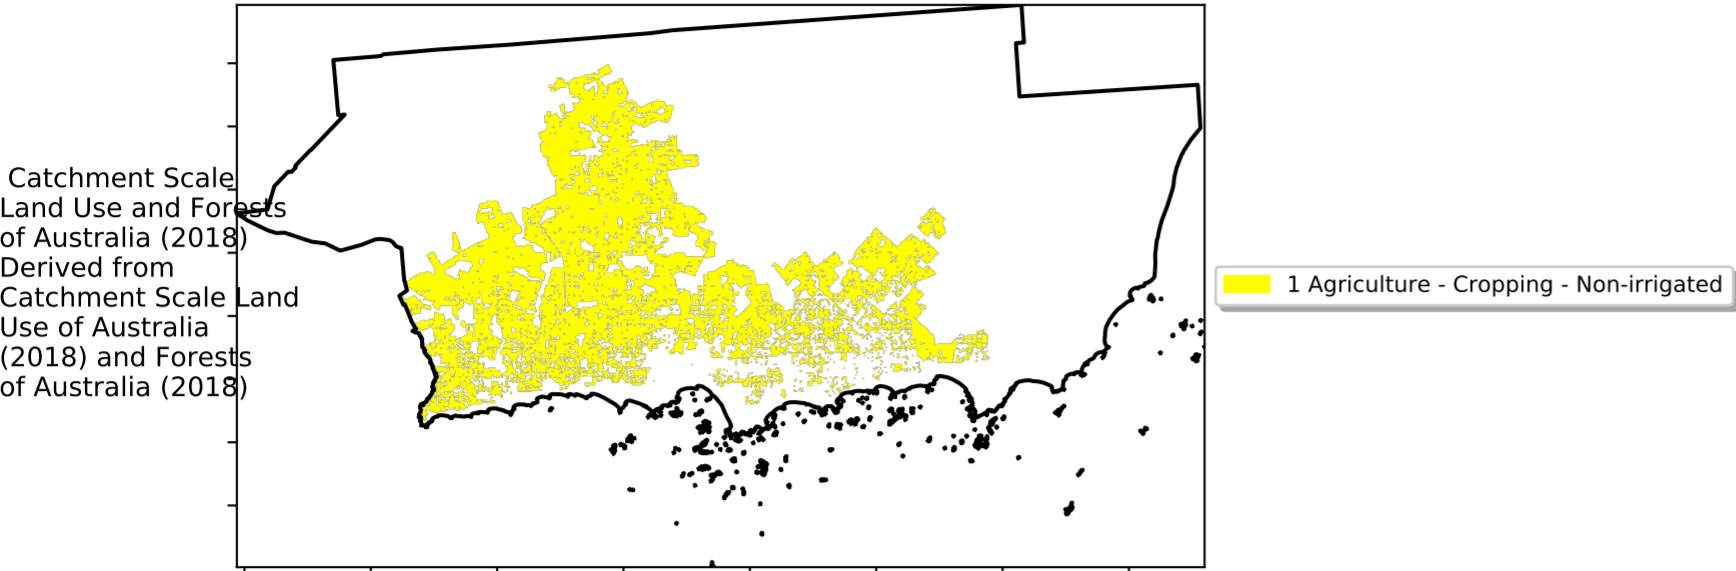 Catchment Scale
Land Use and Forests
of Australia (2018)
Derived from
Catchment Scale Land
Use of Australia
(2018) and Forests
of Australia (2018)
1 Agriculture - Cropping - Non-irrigated